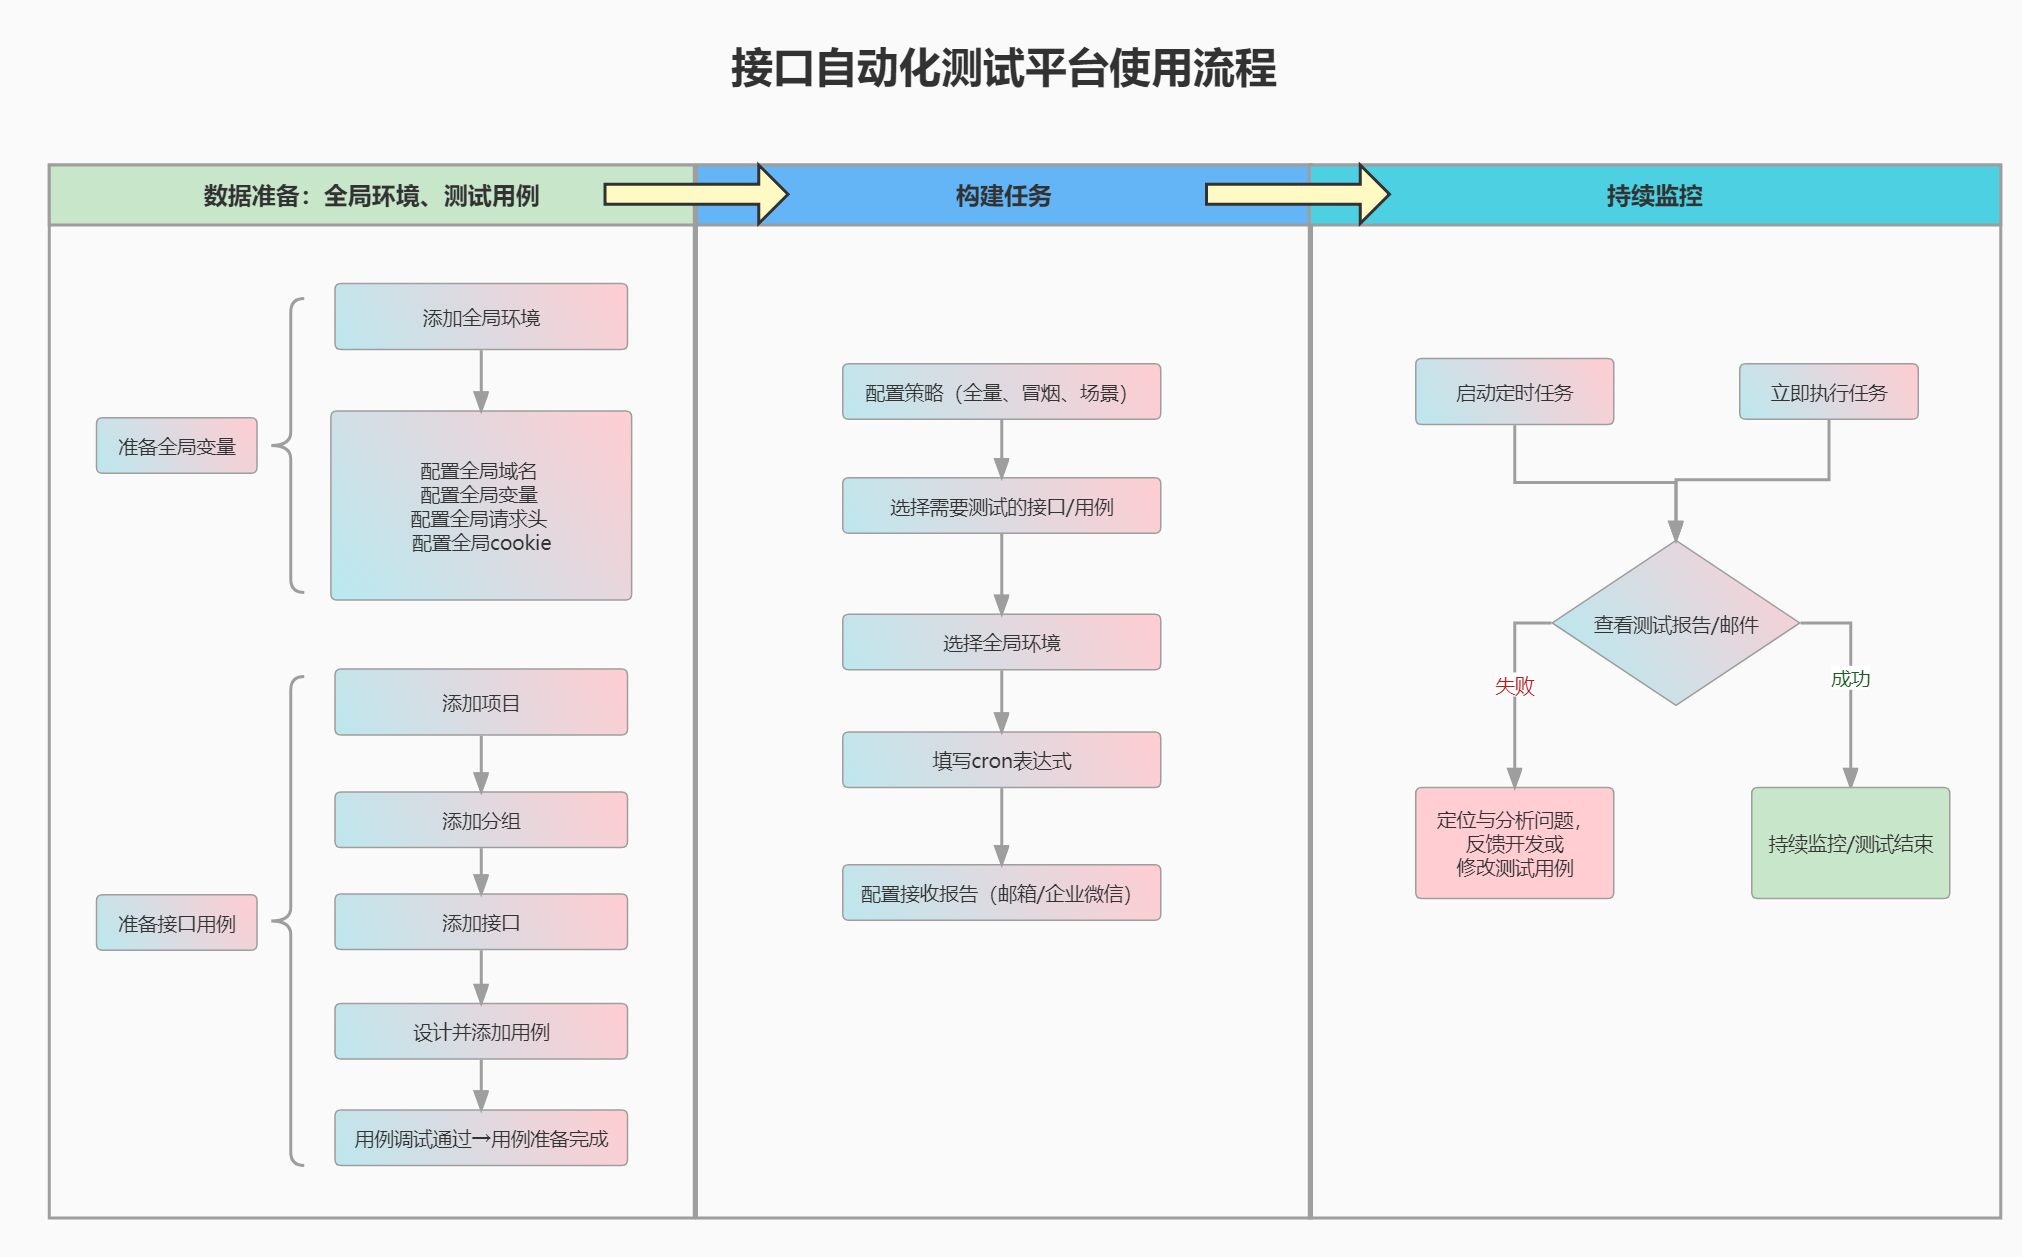 接口自动化测试平台使用流程
数据准备：全局环境、测试用例
构建任务
持续监控
准备全局变量
添加全局环境
配置全局域名
配置全局变量
配置全局请求头
配置全局cookie
准备接口用例
添加项目
添加分组
添加接口
设计并添加用例
用例调试通过→用例准备完成
配置策略（全量、冒烟、场景）
选择需要测试的接口/用例
选择全局环境
填写cron表达式
配置接收报告（邮箱/企业微信）
启动定时任务
立即执行任务
查看测试报告/邮件
失败
成功
定位与分析问题，
反馈开发或
修改测试用例
持续监控/测试结束